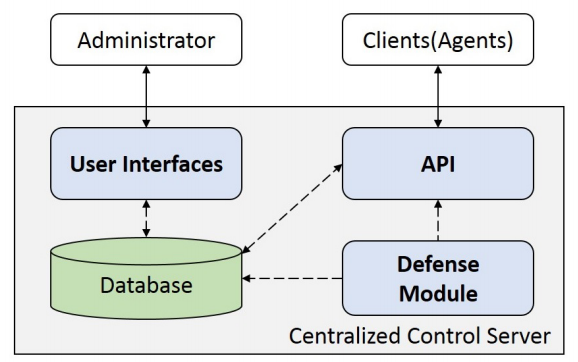 Administrator
Clients(Agents)
User Interfaces
API
Database
Defense
Module
Centralized Control Server